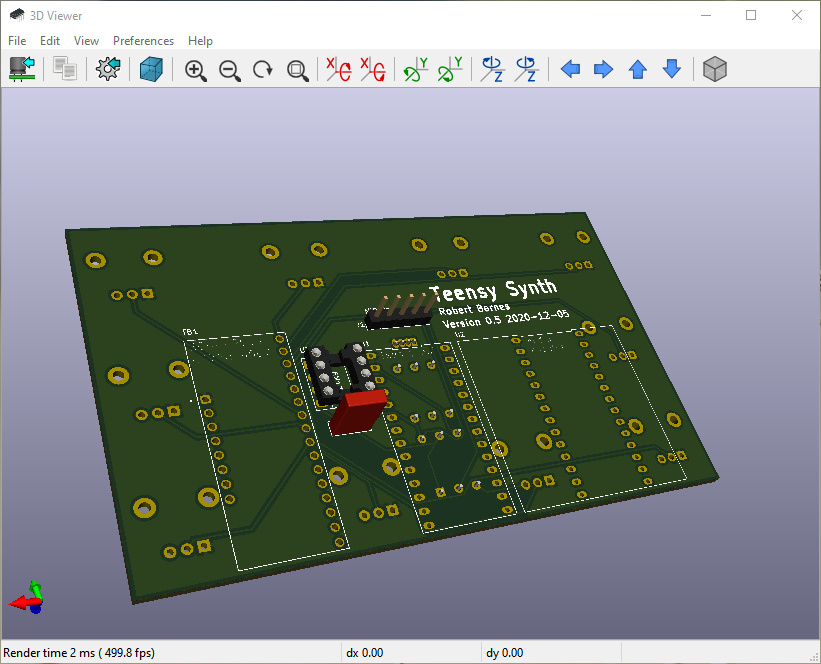 3D Viewer
File Edit View Preferences Help
X X Y Y Z Z
Teensy Synth
Robert Bornes
Version 0.5 2020-12-05
FB1
Render time 2 ms ( 499.8 fps)
dx 0.00
dy 0.00